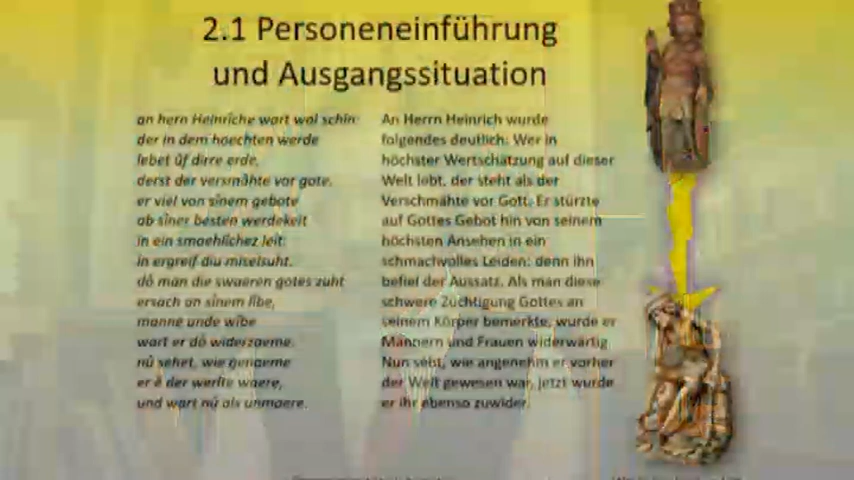 2.1 Personeneinführung
und Ausgangssituation
an hern Heinrîche wart wol schin:
der in dem hoechten werde
lebet ûf dirre erde,
derst der versmâhte vor gote.
er viel von sînem gebote
ab sîner besten werdekeit
in ein smaehlîchez leit:
in ergreif diu miselsuht.
dô man die swaeren gotes zuht
ersach an sînem lîbe,
manne unde wîbe
wart er dô widerzaeme.
nû sehet, wie genaeme
er ê der werlte waere,
und wart nû als unmaere.
An Herrn Heinrich wurde
folgendes deutlich: Wer in
höchster Wertschätzung auf dieser
Welt lebt, der steht als der
Verschmähte vor Gott. Er stürzte
auf Gottes Gebot hin von seinem
höchsten Ansehen in ein
schmachvolles Leiden: denn ihn
befiel der Aussatz. Als man diese
schwere Züchtigung Gottes an
seinem Körper bemerkte, wurde er
Männern und Frauen widerwärtig.
Nun seht, wie angenehm er vorher
der Welt gewesen war, jetzt wurde
er ihr ebenso zuwider.